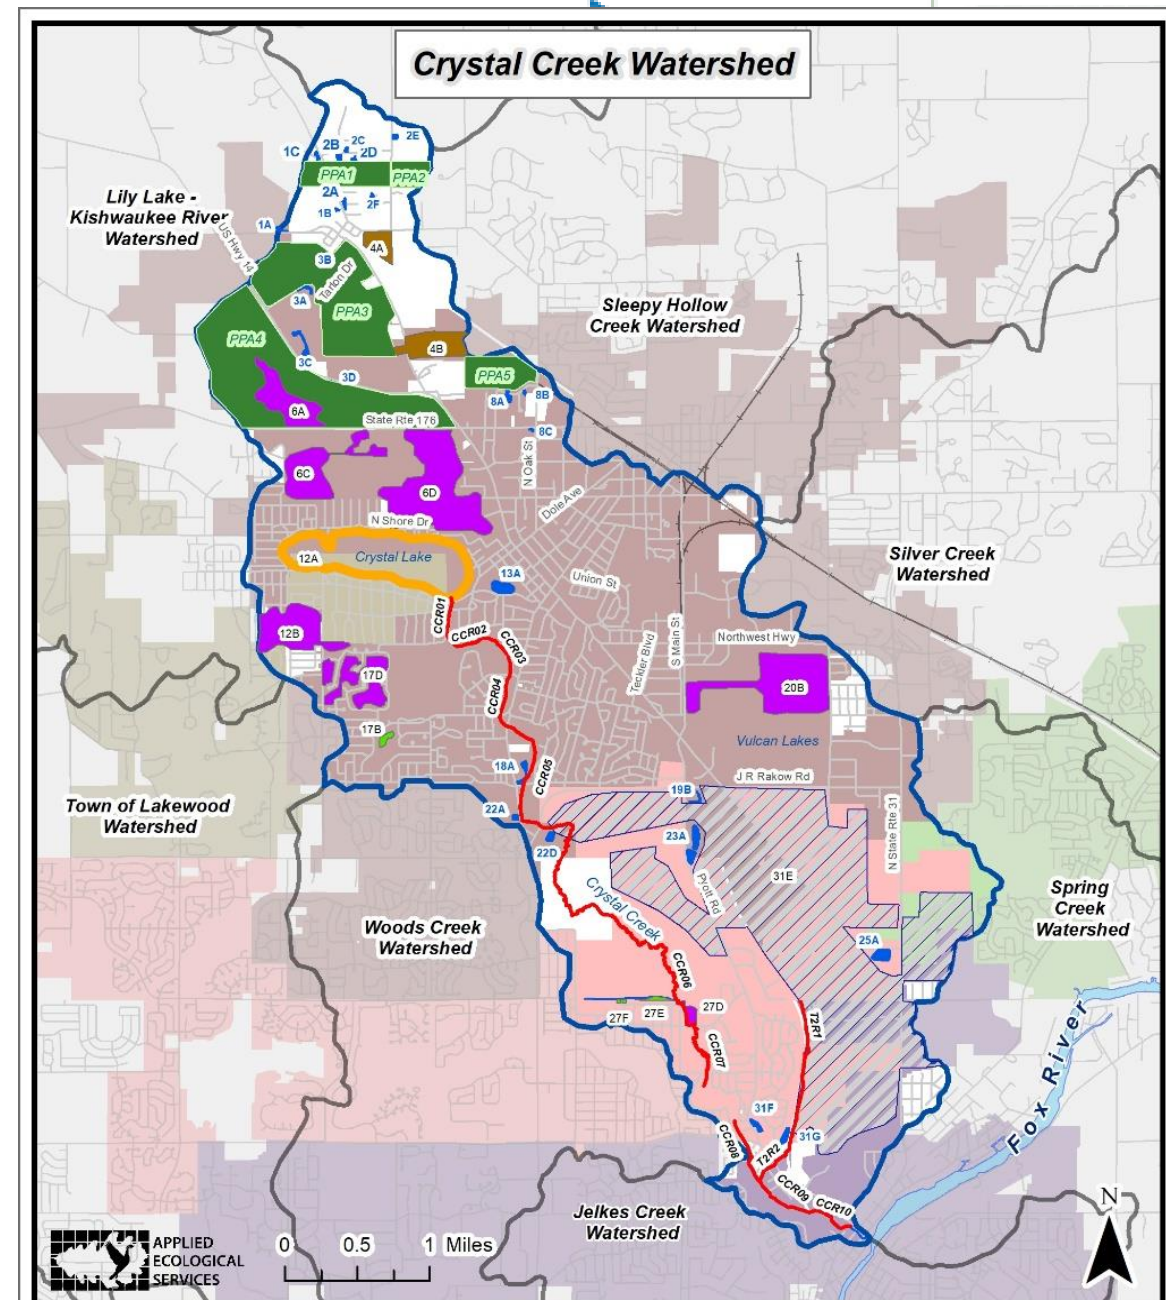 Crystal Creek Watershed
2E
2C
2B
1C
2D
PPA1
PPA2
2A
2F
1B
Lily Lake -
Kishwaukee River
Watershed
1A
US Hwy 14
4A
3B
Tarlon Dr
3A
PPA3
Sleepy Hollow
Creek Watershed
PPA4
4B
3C
3D
PPA5
8A
8B
6A
State Rte 176
8C
N Oak St
6C
6D
Dole Ave
N Shore Dr
12A
Crystal Lake
Silver Creek
Watershed
13A
Union St
CCR01
CCR02
CCR03
12B
Northwest Hwy
Teckler Blvd
S Main St
17D
20B
CCR04
17B
Vulcan Lakes
18A
CCR05
J R Rakow Rd
19B
Town of Lakewood
Watershed
22A
N State Rte 31
23A
22D
31E
Pyott Rd
Crystal Creek
Spring
Creek
Watershed
Woods Creek
Watershed
25A
CCR06
27D
27E
27F
T2R1
CCR07
Fox River
31F
31G
CCR08
T2R2
CCR09
CCR10
Jelkes Creek
Watershed
N
APPLIED
ECOLOGICAL
SERVICES
0 0.5 1 Miles